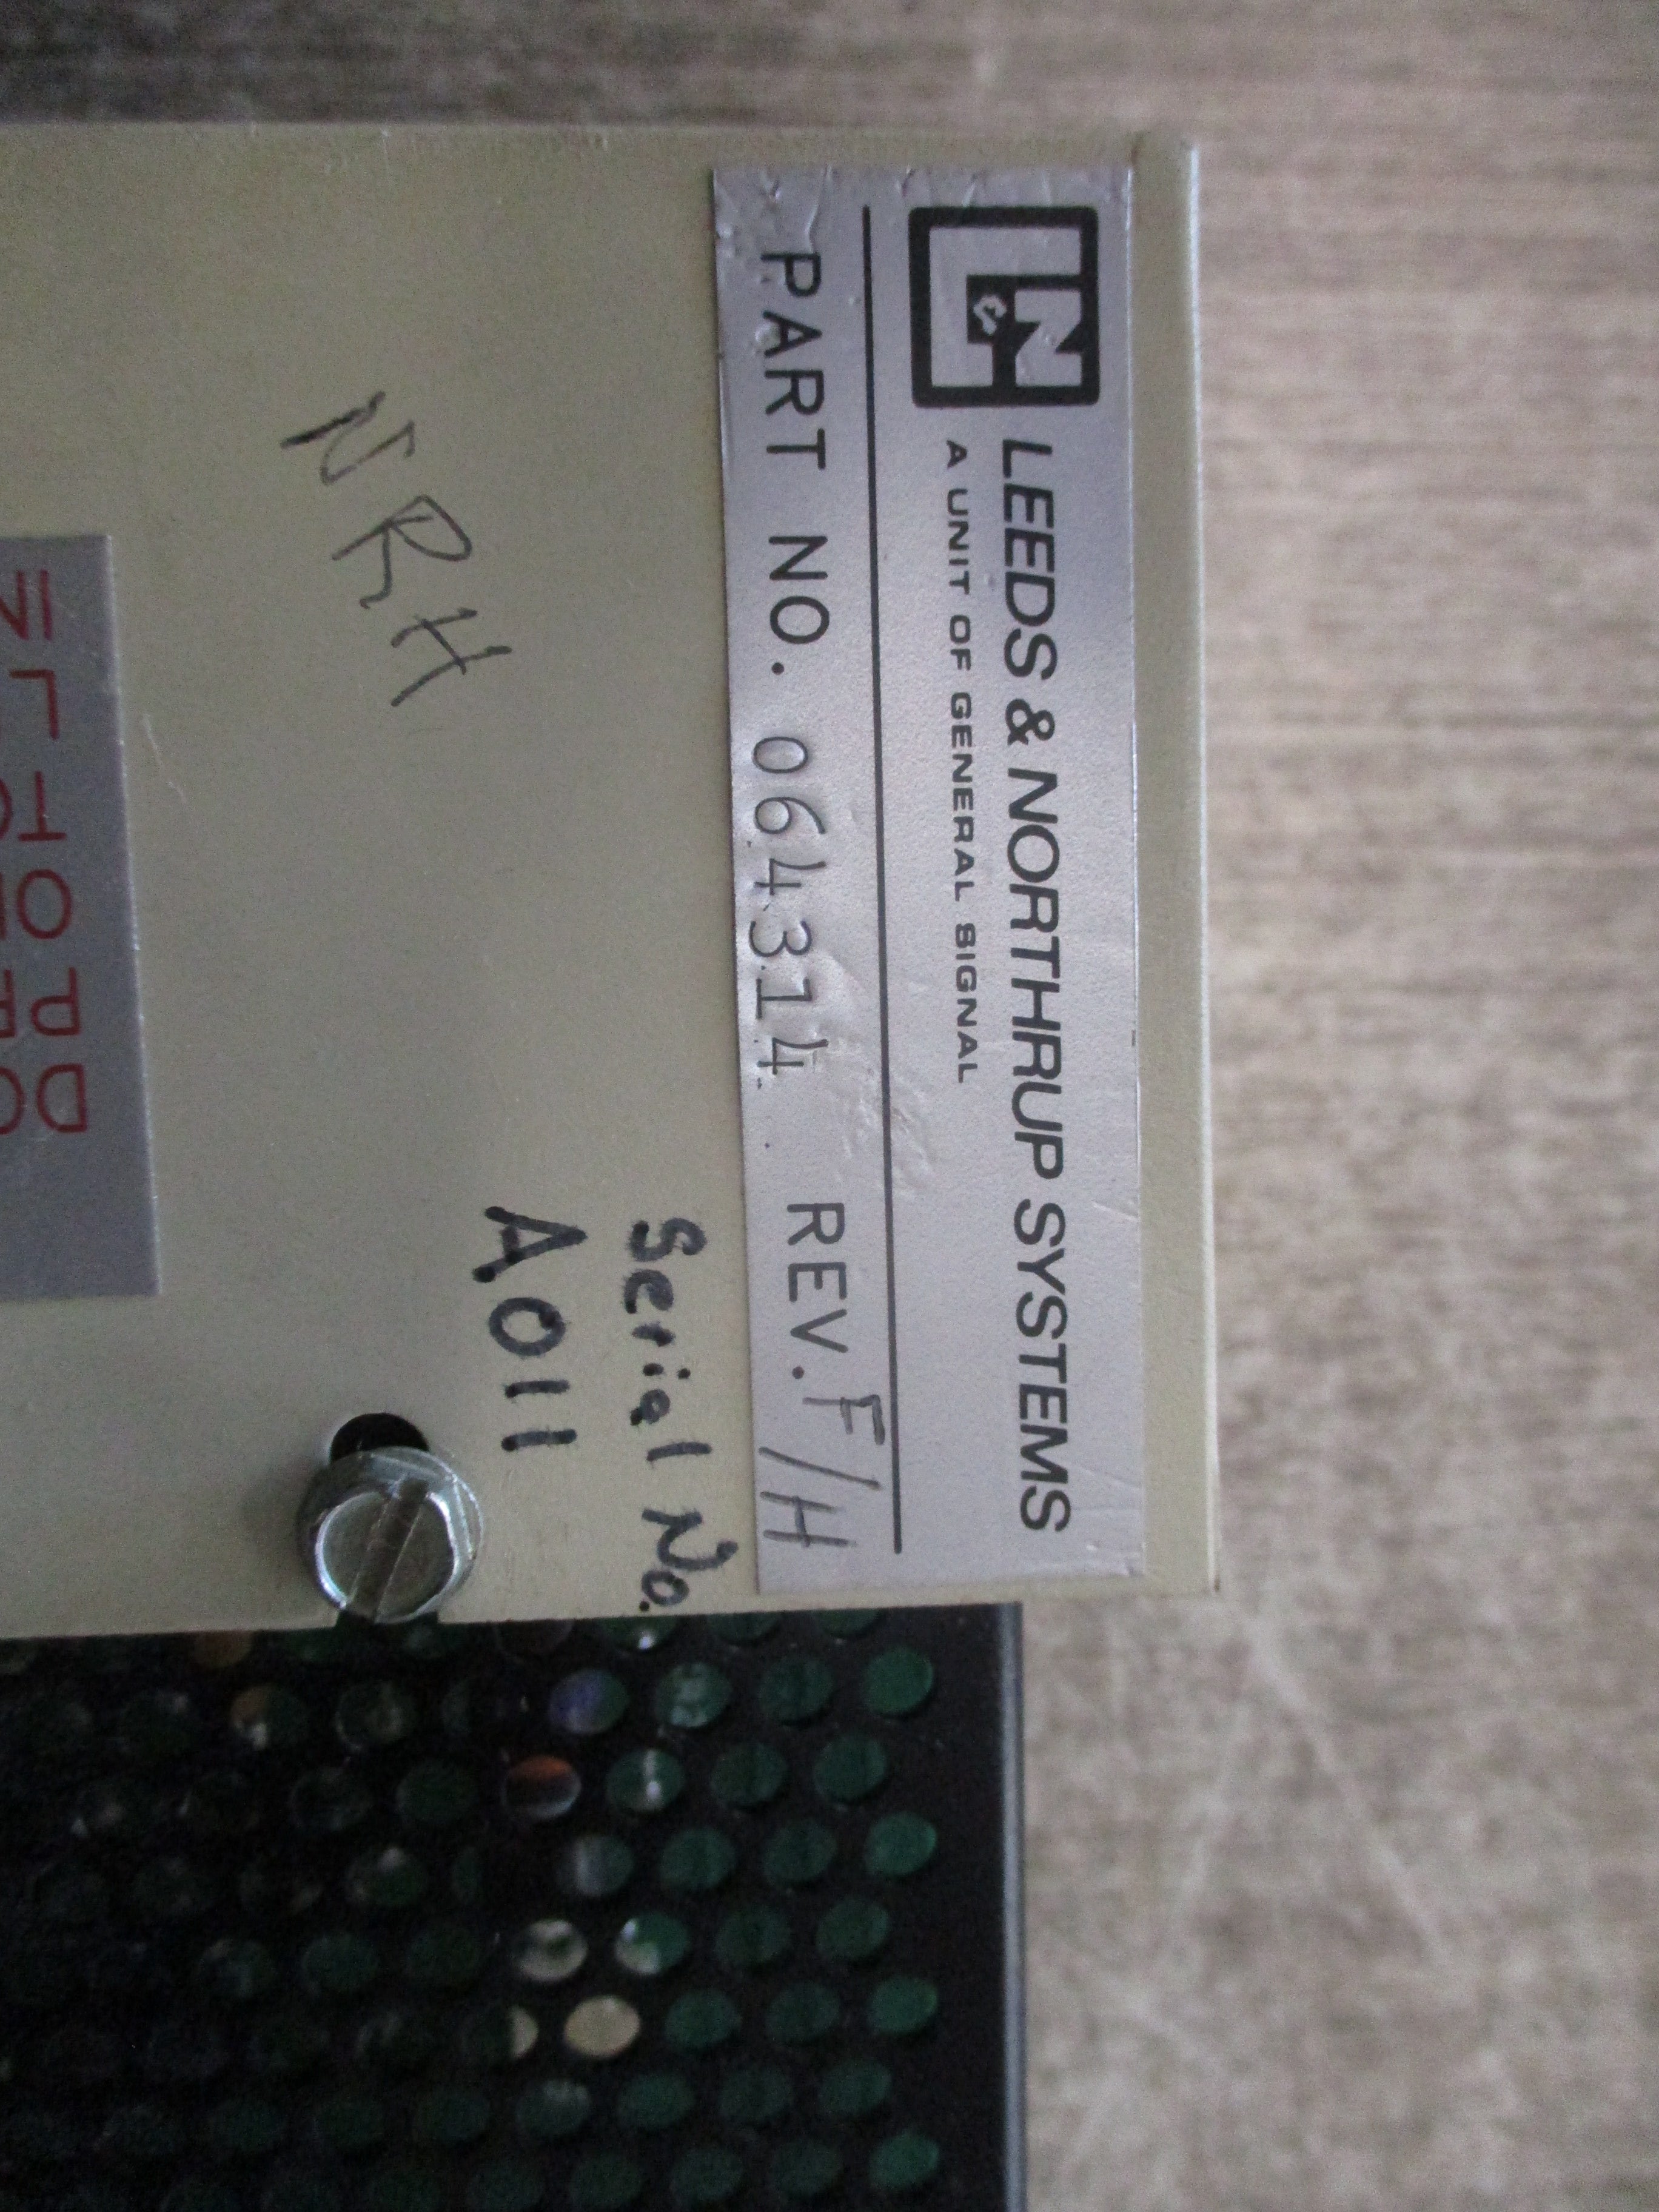 L&N
LEEDS & NORTHRUP SYSTEMS
A UNIT OF GENERAL SIGNAL
PART NO. 064314 REV. F/H
Serial No.
A011
NRH